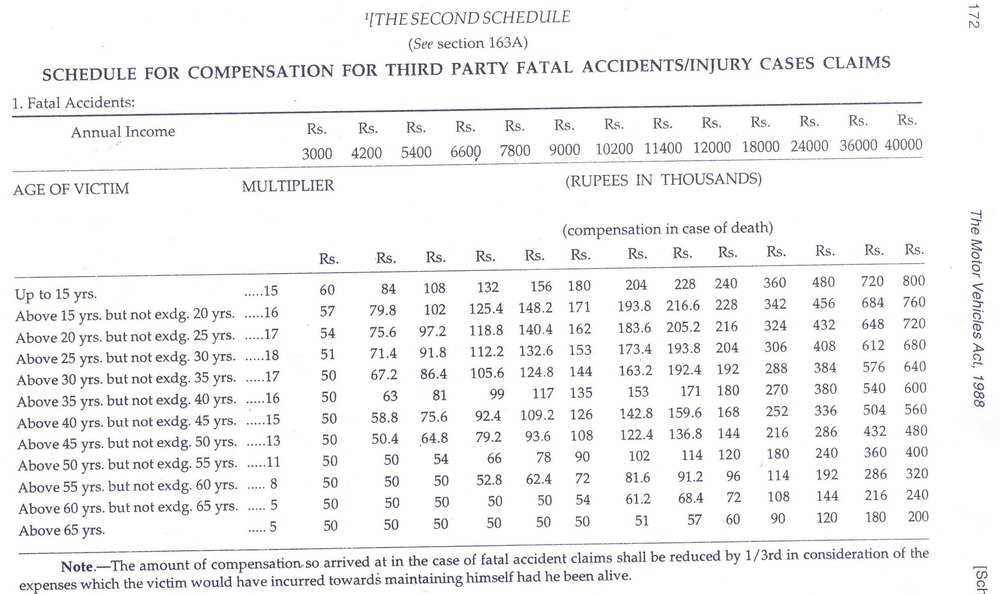 172
¹[THE SECOND SCHEDULE
(See section 163A)
SCHEDULE FOR COMPENSATION FOR THIRD PARTY FATAL ACCIDENTS/INJURY CASES CLAIMS
1. Fatal Accidents:
Annual Income Rs. Rs. Rs. Rs. Rs. Rs. Rs. Rs. Rs. Rs. Rs. Rs. Rs.
3000 4200 5400 6600 7800 9000 10200 11400 12000 18000 24000 36000 40000
AGE OF VICTIM MULTIPLIER (RUPEES IN THOUSANDS)
(compensation in case of death)
Rs. Rs. Rs. Rs. Rs. Rs. Rs. Rs. Rs. Rs. Rs. Rs. Rs.
Up to 15 yrs. .....15 60 84 108 132 156 180 204 228 240 360 480 720 800
Above 15 yrs. but not exdg. 20 yrs. .....16 57 79.8 102 125.4 148.2 171 193.8 216.6 228 342 456 684 760
Above 20 yrs. but not exdg. 25 yrs. .....17 54 75.6 97.2 118.8 140.4 162 183.6 205.2 216 324 432 648 720
Above 25 yrs. but not exdg. 30 yrs. .....18 51 71.4 91.8 112.2 132.6 153 173.4 193.8 204 306 408 612 680
Above 30 yrs. but not exdg. 35 yrs. .....17 50 67.2 86.4 105.6 124.8 144 163.2 192.4 192 288 384 576 640
Above 35 yrs. but not exdg. 40 yrs. .....16 50 63 81 99 117 135 153 171 180 270 380 540 600
Above 40 yrs. but not exdg. 45 yrs. .....15 50 58.8 75.6 92.4 109.2 126 142.8 159.6 168 252 336 504 560
Above 45 yrs. but not exdg. 50 yrs. .....13 50 50.4 64.8 79.2 93.6 108 122.4 136.8 144 216 286 432 480
Above 50 yrs. but not exdg. 55 yrs. .....11 50 50 54 66 78 90 102 114 120 180 240 360 400
Above 55 yrs. but not exdg. 60 yrs. ..... 8 50 50 50 52.8 62.4 72 81.6 91.2 96 114 192 286 320
Above 60 yrs. but not exdg. 65 yrs. ..... 5 50 50 50 50 50 54 61.2 68.4 72 108 144 216 240
Above 65 yrs. ..... 5 50 50 50 50 50 50 51 57 60 90 120 180 200
Note.—The amount of compensation so arrived at in the case of fatal accident claims shall be reduced by 1/3rd in consideration of the
expenses which the victim would have incurred towards maintaining himself had he been alive.
The Motor Vehicles Act, 1988
[Sch